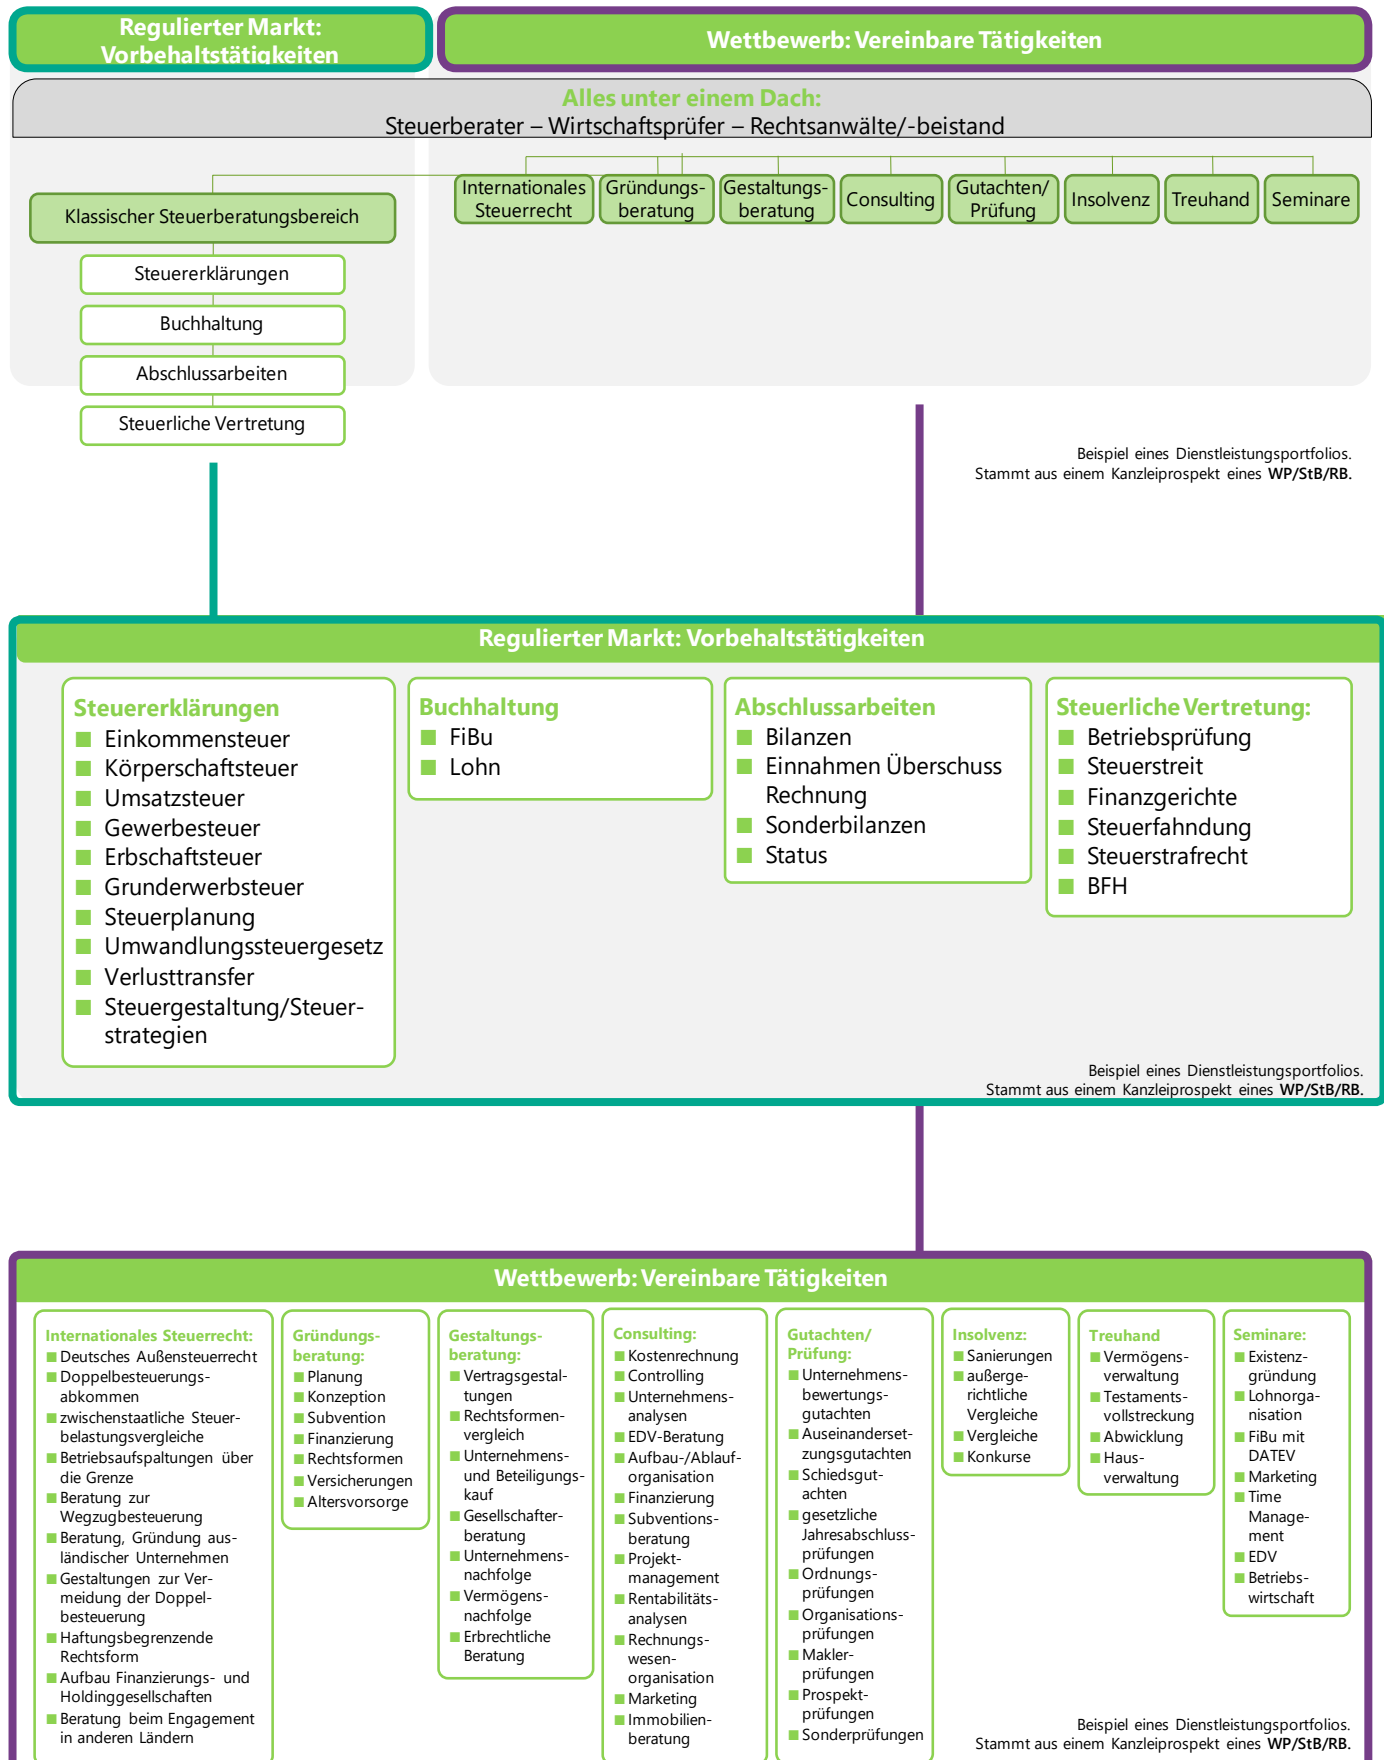 Regulierter Markt:
Vorbehaltstätigkeiten
Wettbewerb: Vereinbare Tätigkeiten
Alles unter einem Dach:
Steuerberater – Wirtschaftsprüfer – Rechtsanwälte/-beistand
Klassischer Steuerberatungsbereich
Steuererklärungen
Buchhaltung
Abschlussarbeiten
Steuerliche Vertretung
Internationales
Steuerrecht
Gründungs-
beratung
Gestaltungs-
beratung
Consulting
Gutachten/
Prüfung
Insolvenz
Treuhand
Seminare
Beispiel eines Dienstleistungsportfolios.
Stammt aus einem Kanzleiprospekt eines WP/StB/RB.
Regulierter Markt: Vorbehaltstätigkeiten
Steuererklärungen
Einkommensteuer
Körperschaftsteuer
Umsatzsteuer
Gewerbesteuer
Erbschaftsteuer
Grunderwerbsteuer
Steuerplanung
Umwandlungssteuergesetz
Verlusttransfer
Steuergestaltung/Steuer-
strategien
Buchhaltung
FiBu
Lohn
Abschlussarbeiten
Bilanzen
Einnahmen Überschuss
Rechnung
Sonderbilanzen
Status
Steuerliche Vertretung:
Betriebsprüfung
Steuerstreit
Finanzgerichte
Steuerfahndung
Steuerstrafrecht
BFH
Beispiel eines Dienstleistungsportfolios.
Stammt aus einem Kanzleiprospekt eines WP/StB/RB.
Wettbewerb: Vereinbare Tätigkeiten
Internationales Steuerrecht:
Deutsches Außensteuerrecht
Doppelbesteuerungs-
abkommen
zwischenstaatliche Steuer-
belastungsvergleiche
Betriebsaufspaltungen über
die Grenze
Beratung zur
Wegzugbesteuerung
Beratung, Gründung aus-
ländischer Unternehmen
Gestaltungen zur Ver-
meidung der Doppel-
besteuerung
Haftungsbegrenzende
Rechtsform
Aufbau Finanzierungs- und
Holdinggesellschaften
Beratung beim Engagement
in anderen Ländern
Gründungs-
beratung:
Planung
Konzeption
Subvention
Finanzierung
Rechtsformen
Versicherungen
Altersvorsorge
Gestaltungs-
beratung:
Vertragsgestal-
tungen
Rechtsformen-
vergleich
Unternehmens-
und Beteiligungs-
kauf
Gesellschafter-
beratung
Unternehmens-
nachfolge
Vermögens-
nachfolge
Erbrechtliche
Beratung
Consulting:
Kostenrechnung
Controlling
Unternehmens-
analysen
EDV-Beratung
Aufbau-/Ablauf-
organisation
Finanzierung
Subventions-
beratung
Projekt-
management
Rentabilitäts-
analysen
Rechnungs-
wesen-
organisation
Marketing
Immobilien-
beratung
Gutachten/
Prüfung:
Unternehmens-
bewertungs-
gutachten
Auseinanderset-
zungsgutachten
Schiedsgut-
achten
gesetzliche
Jahresabschluss-
prüfungen
Ordnungs-
prüfungen
Organisations-
prüfungen
Makler-
prüfungen
Prospekt-
prüfungen
Sonderprüfungen
Insolvenz:
Sanierungen
außerge-
richtliche
Vergleiche
Vergleiche
Konkurse
Treuhand
Vermögens-
verwaltung
Testaments-
vollstreckung
Abwicklung
Haus-
verwaltung
Seminare:
Existenz-
gründung
Lohnorga-
nisation
FiBu mit
DATEV
Marketing
Time
Manage-
ment
EDV
Betriebs-
wirtschaft
Beispiel eines Dienstleistungsportfolios.
Stammt aus einem Kanzleiprospekt eines WP/StB/RB.